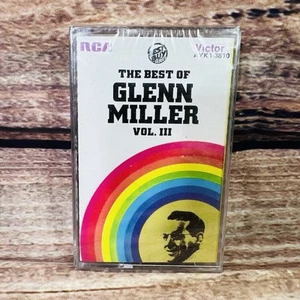 RCA
Victor
AYK1-3810
THE BEST OF
GLENN
MILLER
VOL. III